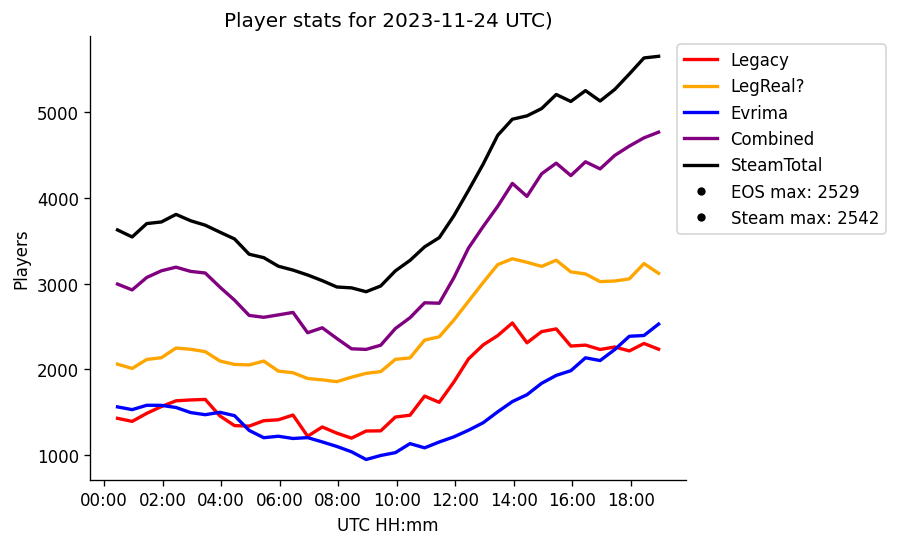 Player stats for 2023-11-24 UTC)
Legacy
LegReal?
Evrima
Combined
SteamTotal
EOS max: 2529
Steam max: 2542
Players
5000
4000
3000
2000
1000
00:00 02:00 04:00 06:00 08:00 10:00 12:00 14:00 16:00 18:00
UTC HH:mm